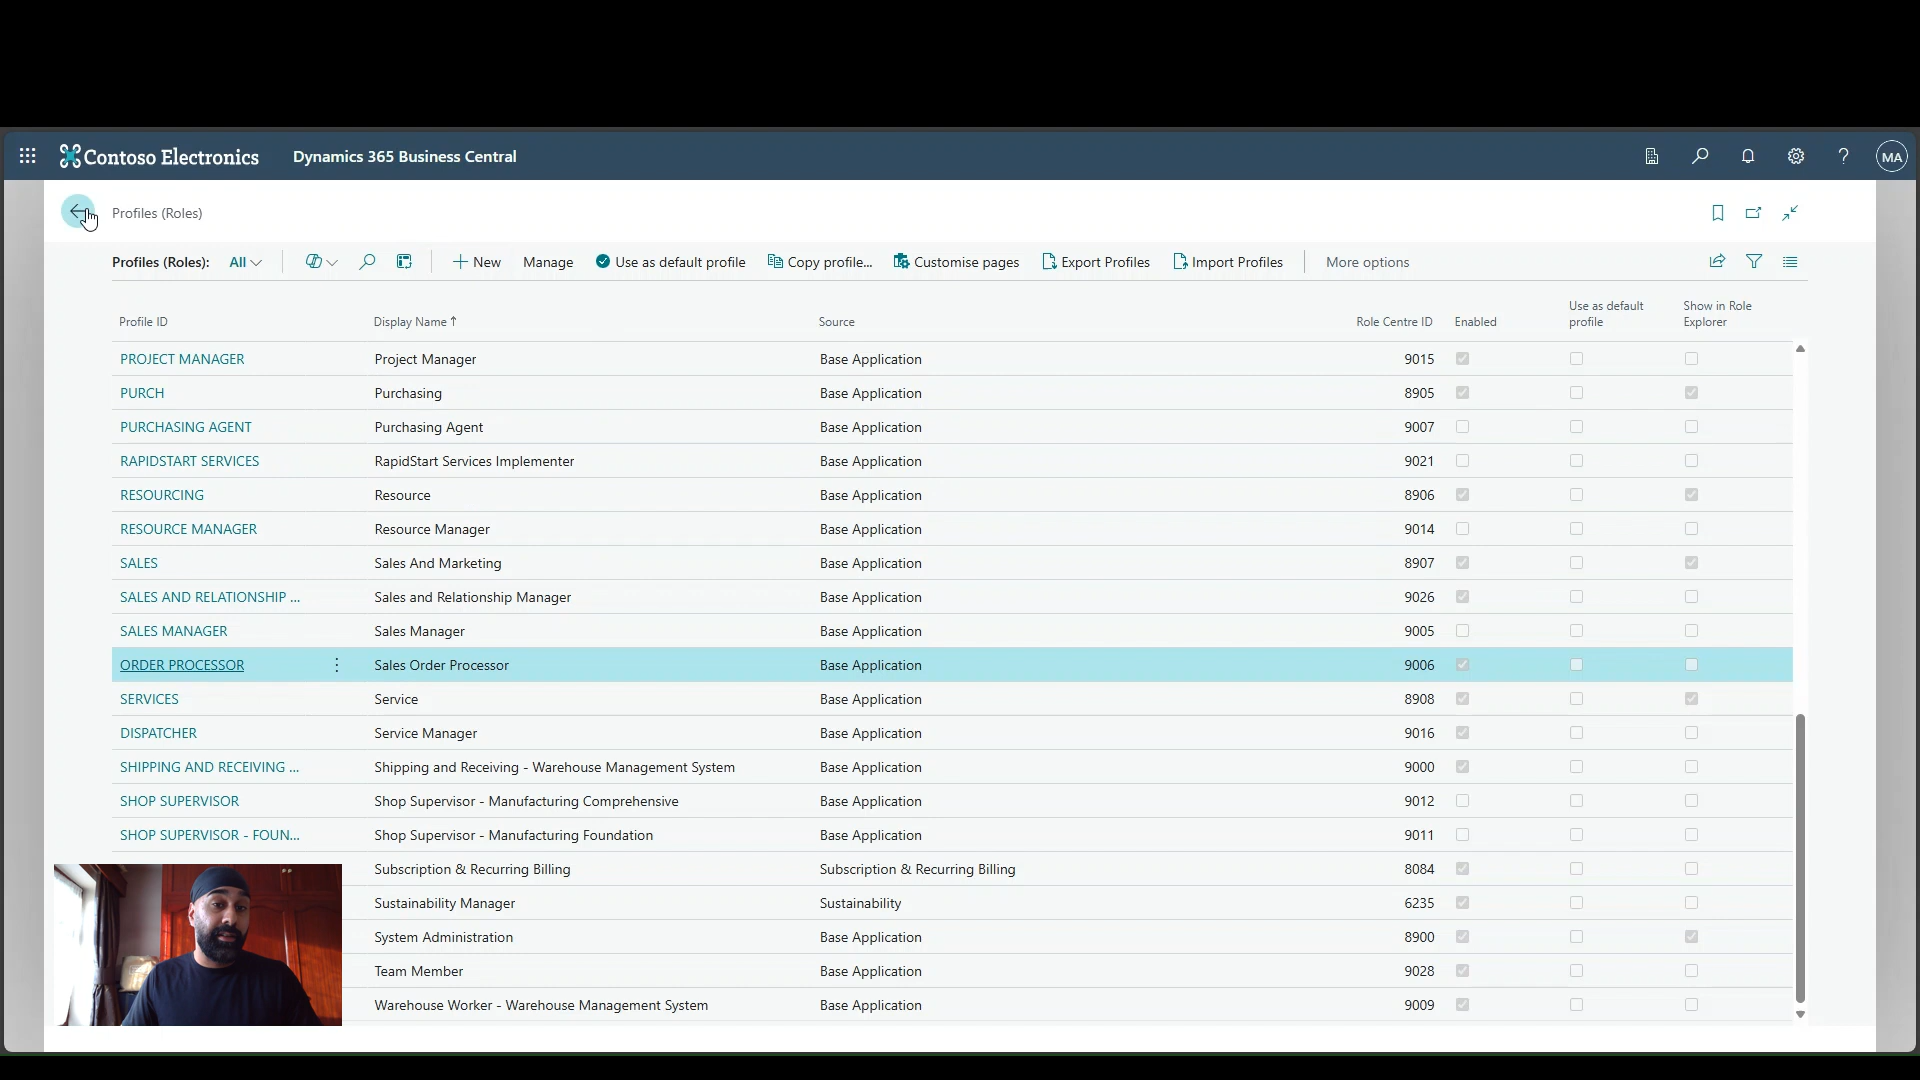 Contoso Electronics Dynamics 365 Business Central ? MA
Profiles (Roles)
Profiles (Roles): All New Manage Use as default profile Copy profile... Customise pages Export Profiles Import Profiles More options
Profile ID Display Name ↑ Source Role Centre ID Enabled Use as default profile Show in Role Explorer
PROJECT MANAGER Project Manager Base Application 9015
PURCH Purchasing Base Application 8905
PURCHASING AGENT Purchasing Agent Base Application 9007
RAPIDSTART SERVICES RapidStart Services Implementer Base Application 9021
RESOURCING Resource Base Application 8906
RESOURCE MANAGER Resource Manager Base Application 9014
SALES Sales And Marketing Base Application 8907
SALES AND RELATIONSHIP ... Sales and Relationship Manager Base Application 9026
SALES MANAGER Sales Manager Base Application 9005
ORDER PROCESSOR Sales Order Processor Base Application 9006
SERVICES Service Base Application 8908
DISPATCHER Service Manager Base Application 9016
SHIPPING AND RECEIVING ... Shipping and Receiving - Warehouse Management System Base Application 9000
SHOP SUPERVISOR Shop Supervisor - Manufacturing Comprehensive Base Application 9012
SHOP SUPERVISOR - FOUN... Shop Supervisor - Manufacturing Foundation Base Application 9011
Subscription & Recurring Billing Subscription & Recurring Billing 8084
Sustainability Manager Sustainability 6235
System Administration Base Application 8900
Team Member Base Application 9028
Warehouse Worker - Warehouse Management System Base Application 9009